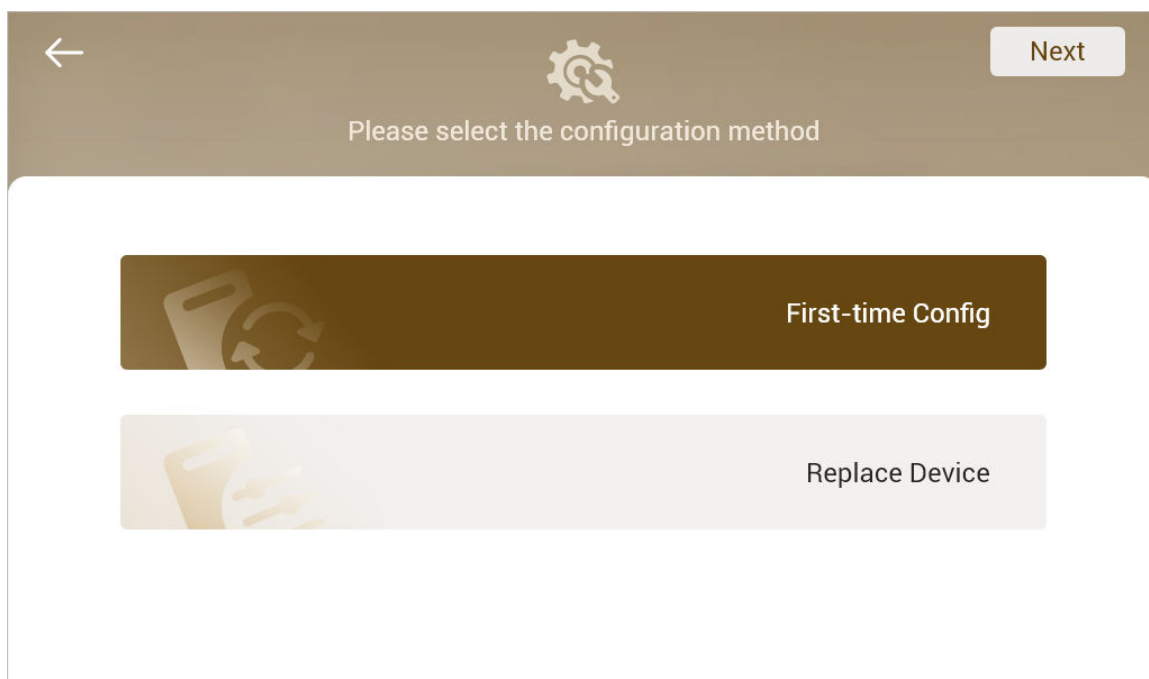 Next
Please select the configuration method
First-time Config
Replace Device